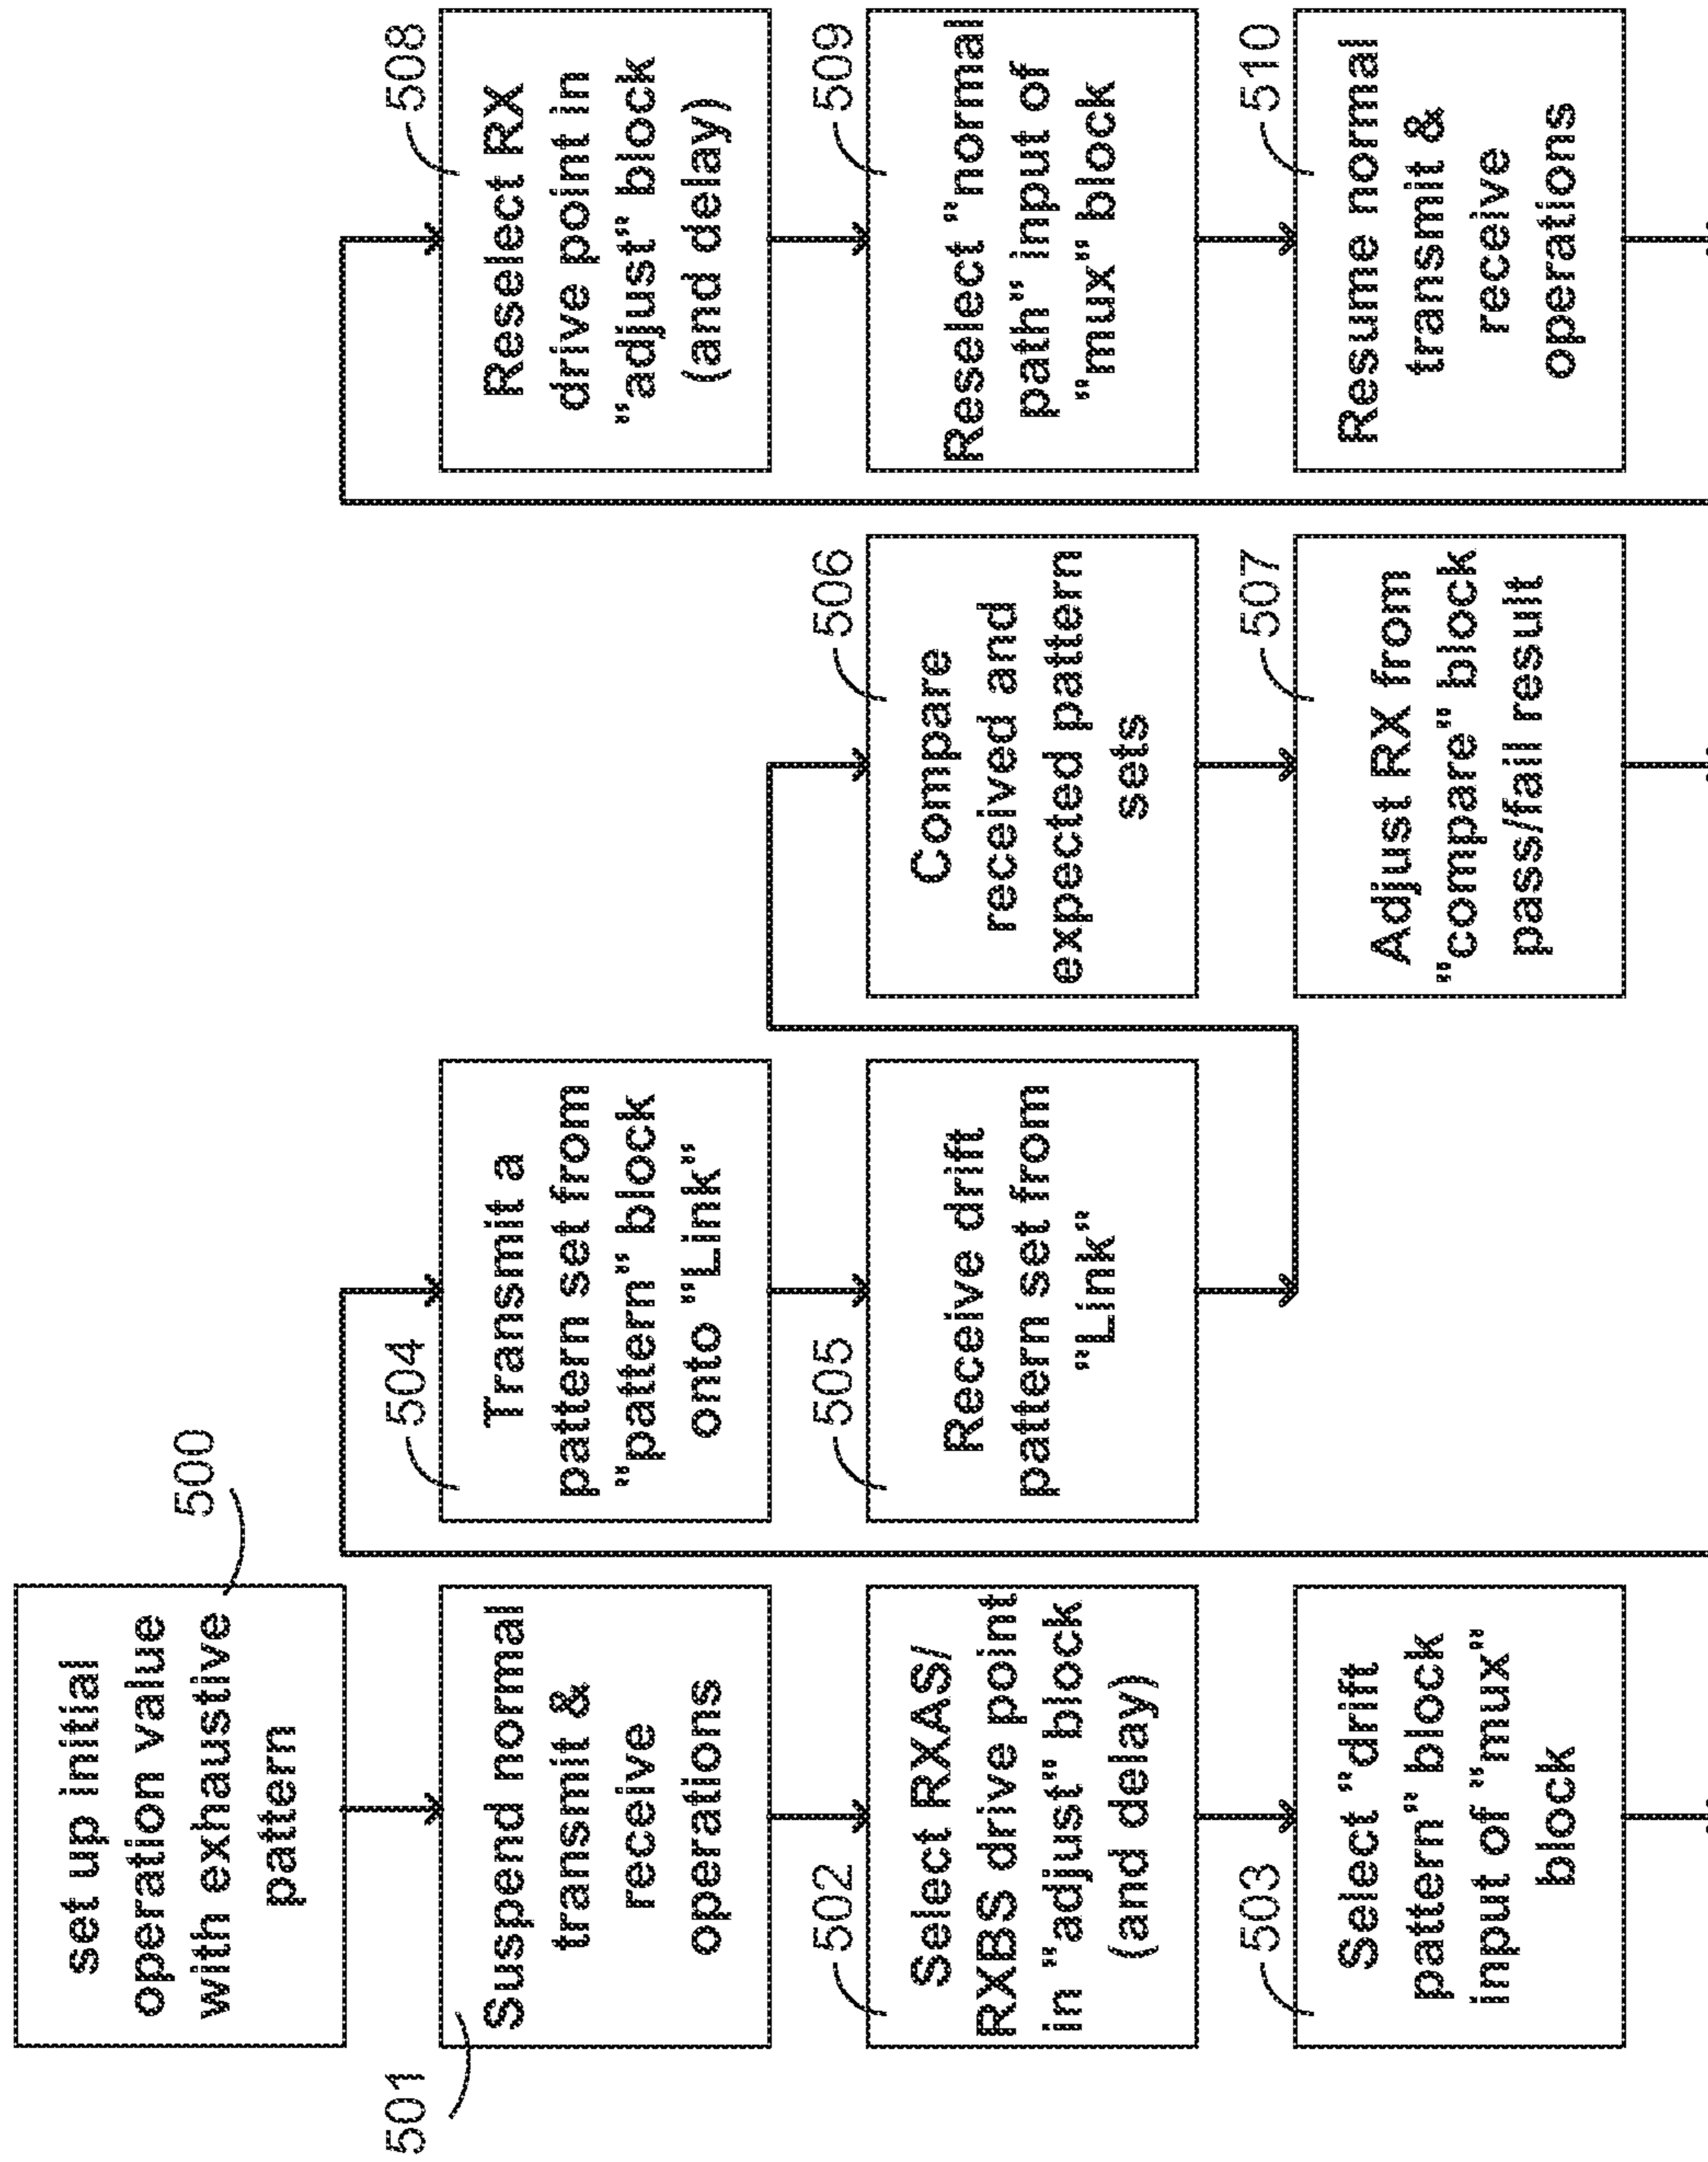 500
set up initial
operation value
with exhaustive
pattern
501
Suspend normal
transmit &
receive
operations
502
Select RXAS/
RXBS drive point
in "adjust" block
(and delay)
503
Select "drift
pattern" block
input of "mux"
block
504
Transmit a
pattern set from
"pattern" block
onto "Link"
505
Receive drift
pattern set from
"Link"
506
Compare
received and
expected pattern
sets
507
Adjust RX from
"compare" block
pass/fail result
508
Reselect RX
drive point in
"adjust" block
(and delay)
509
Reselect "normal
path" input of
"mux" block
510
Resume normal
transmit &
receive
operations